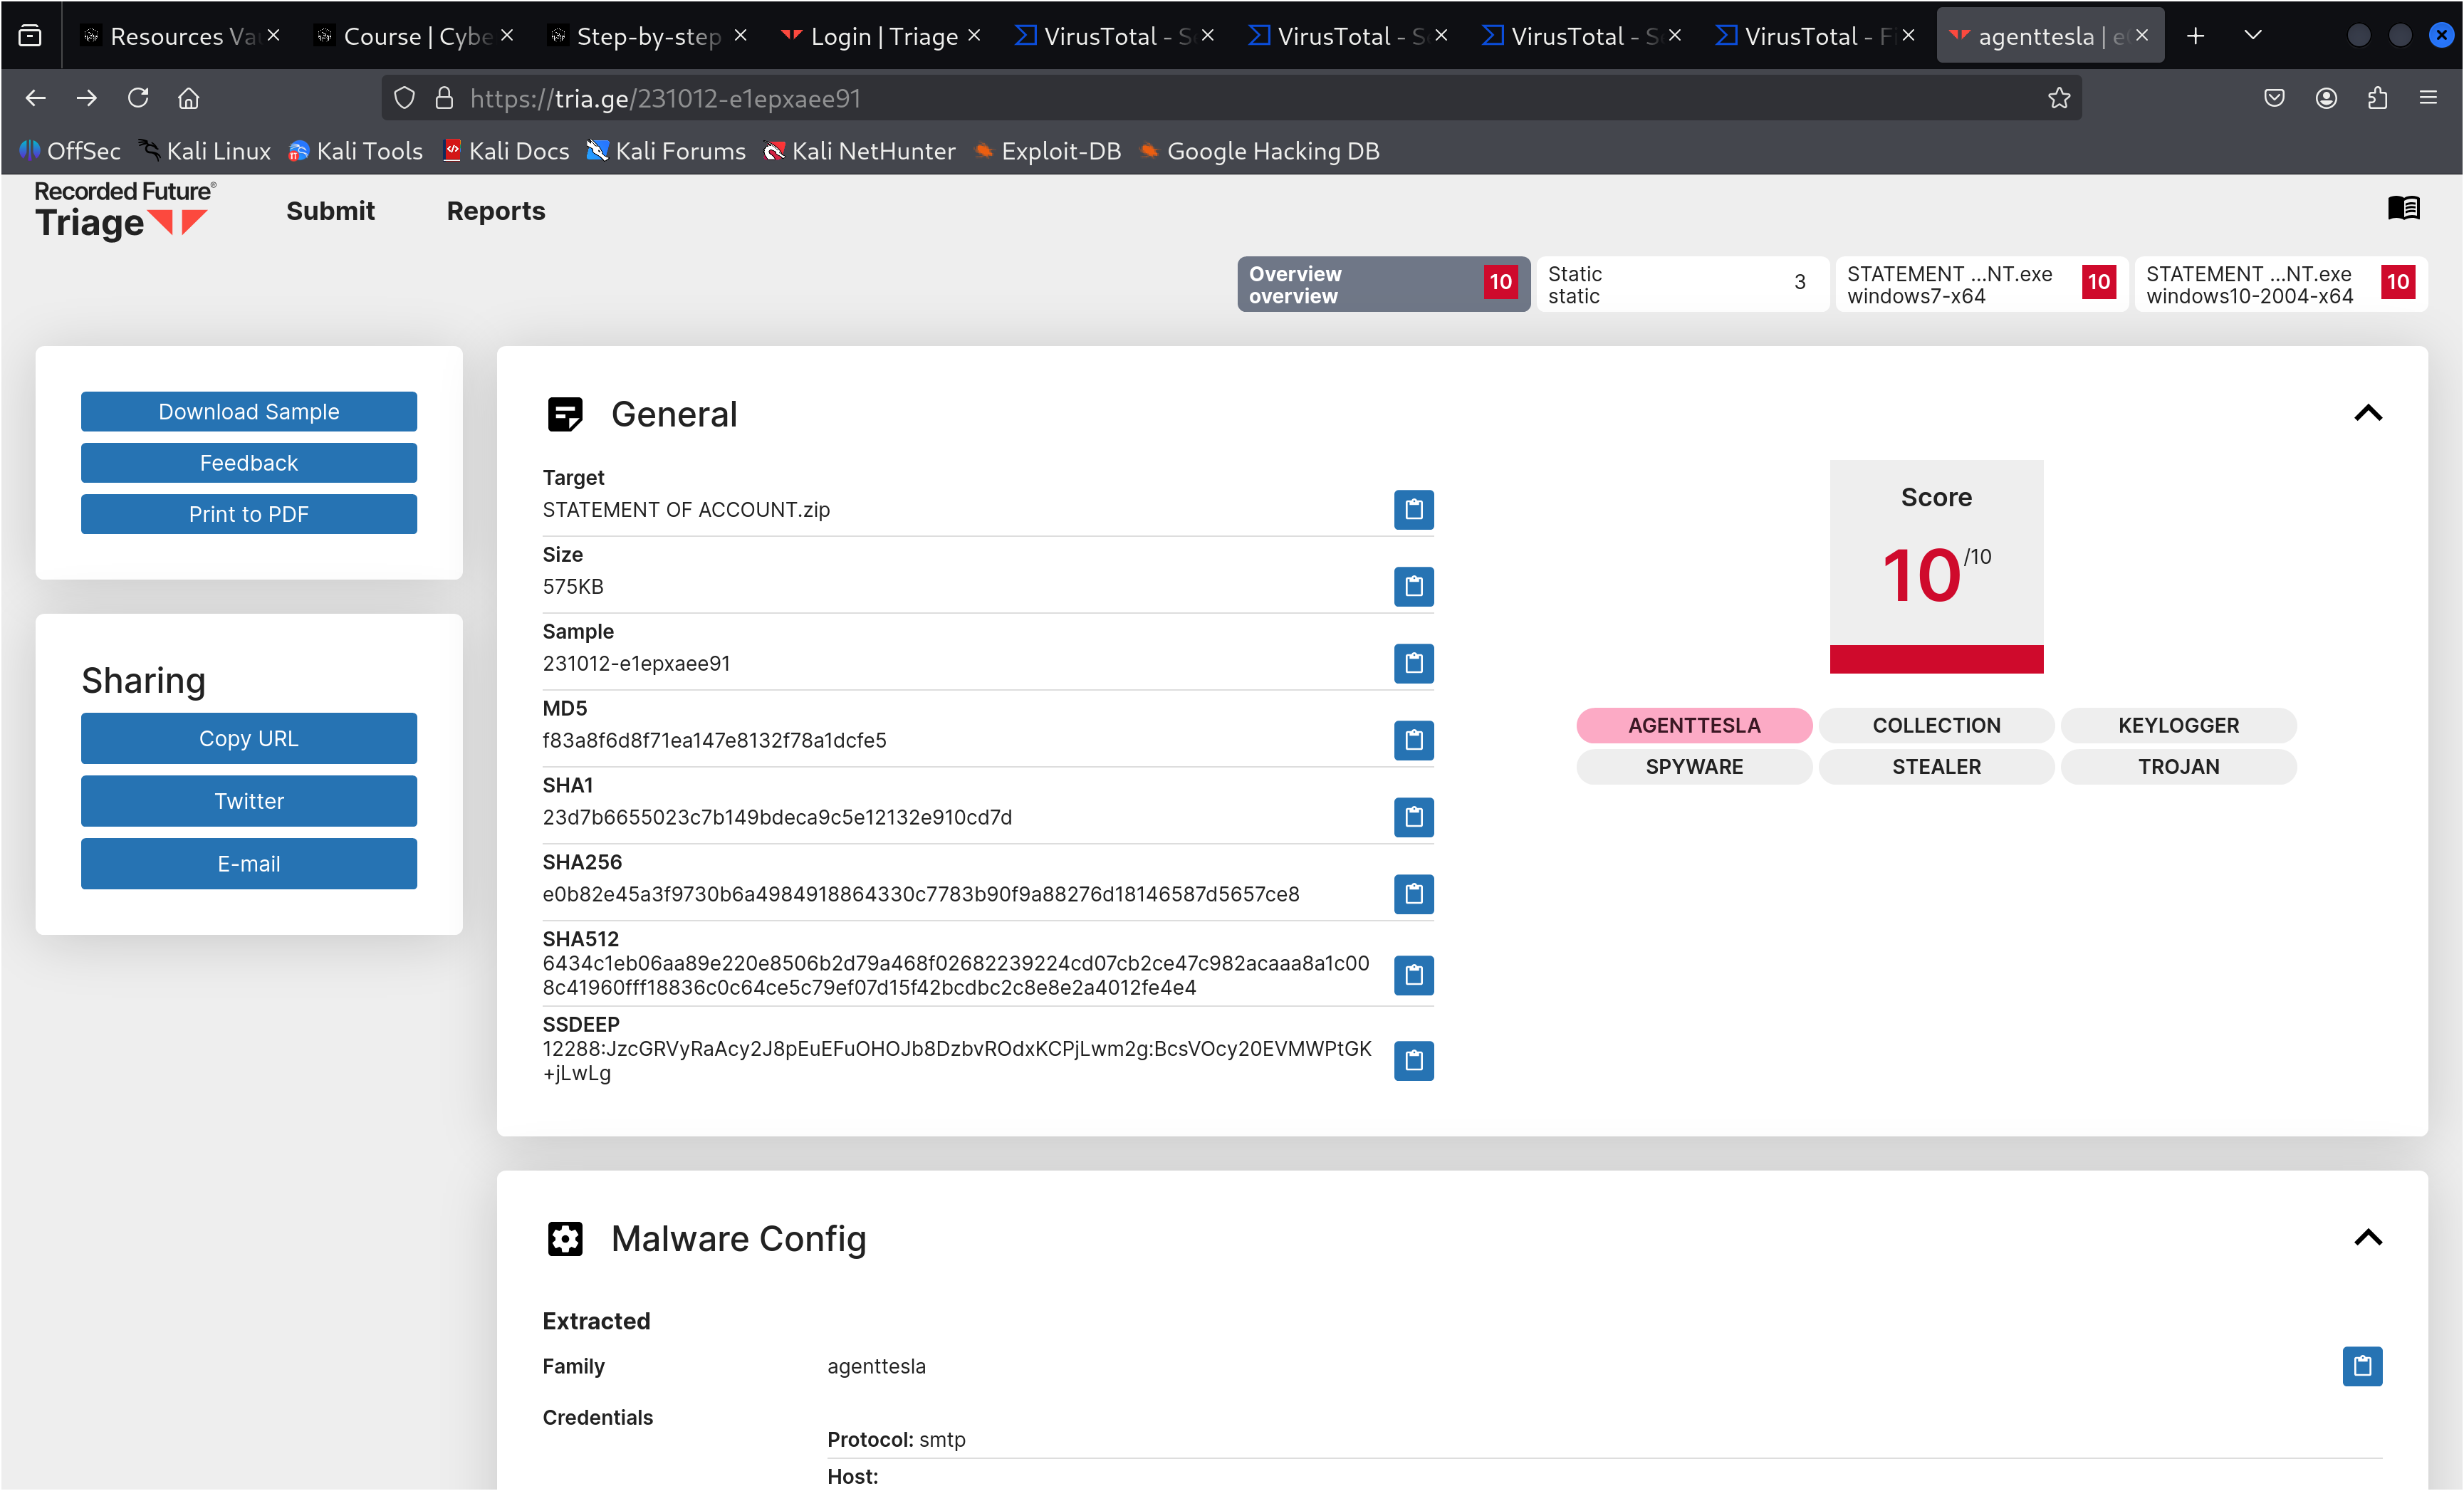 Resources Va
Course | Cybe
Step-by-step
Login | Triage
VirusTotal - S
VirusTotal - S
VirusTotal - S
VirusTotal - F
agenttesla | e
https://tria.ge/231012-e1epxaee91
OffSec
Kali Linux
Kali Tools
Kali Docs
Kali Forums
Kali NetHunter
Exploit-DB
Google Hacking DB
Recorded Future®
Triage
Submit
Reports
Overview
overview
10
Static
static
3
STATEMENT ...NT.exe
windows7-x64
10
STATEMENT ...NT.exe
windows10-2004-x64
10
Download Sample
Feedback
Print to PDF
Sharing
Copy URL
Twitter
E-mail
General
Target
STATEMENT OF ACCOUNT.zip
Size
575KB
Sample
231012-e1epxaee91
MD5
f83a8f6d8f71ea147e8132f78a1dcfe5
SHA1
23d7b6655023c7b149bdeca9c5e12132e910cd7d
SHA256
e0b82e45a3f9730b6a4984918864330c7783b90f9a88276d18146587d5657ce8
SHA512
6434c1eb06aa89e220e8506b2d79a468f02682239224cd07cb2ce47c982acaaa8a1c00
8c41960fff18836c0c64ce5c79ef07d15f42bcdbc2c8e8e2a4012fe4e4
SSDEEP
12288:JzcGRVyRaAcy2J8pEuEFuOHOJb8DzbvROdxKCPjLwm2g:BcsVOcy20EVMWPtGK
+jLwLg
Score
10/10
AGENTTESLA
COLLECTION
KEYLOGGER
SPYWARE
STEALER
TROJAN
Malware Config
Extracted
Family
agenttesla
Credentials
Protocol: smtp
Host: